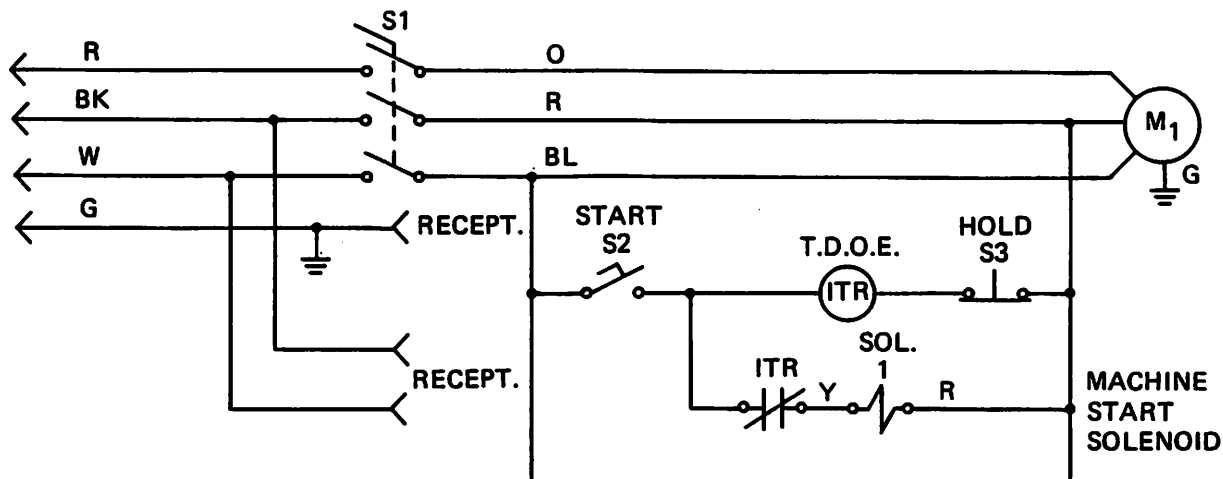 S1
R
O
BK
R
W
BL
M1
G
G
RECEPT.
START
S2
T.D.O.E.
HOLD
S3
ITR
SOL.
1
RECEPT.
ITR
Y
R
MACHINE
START
SOLENOID